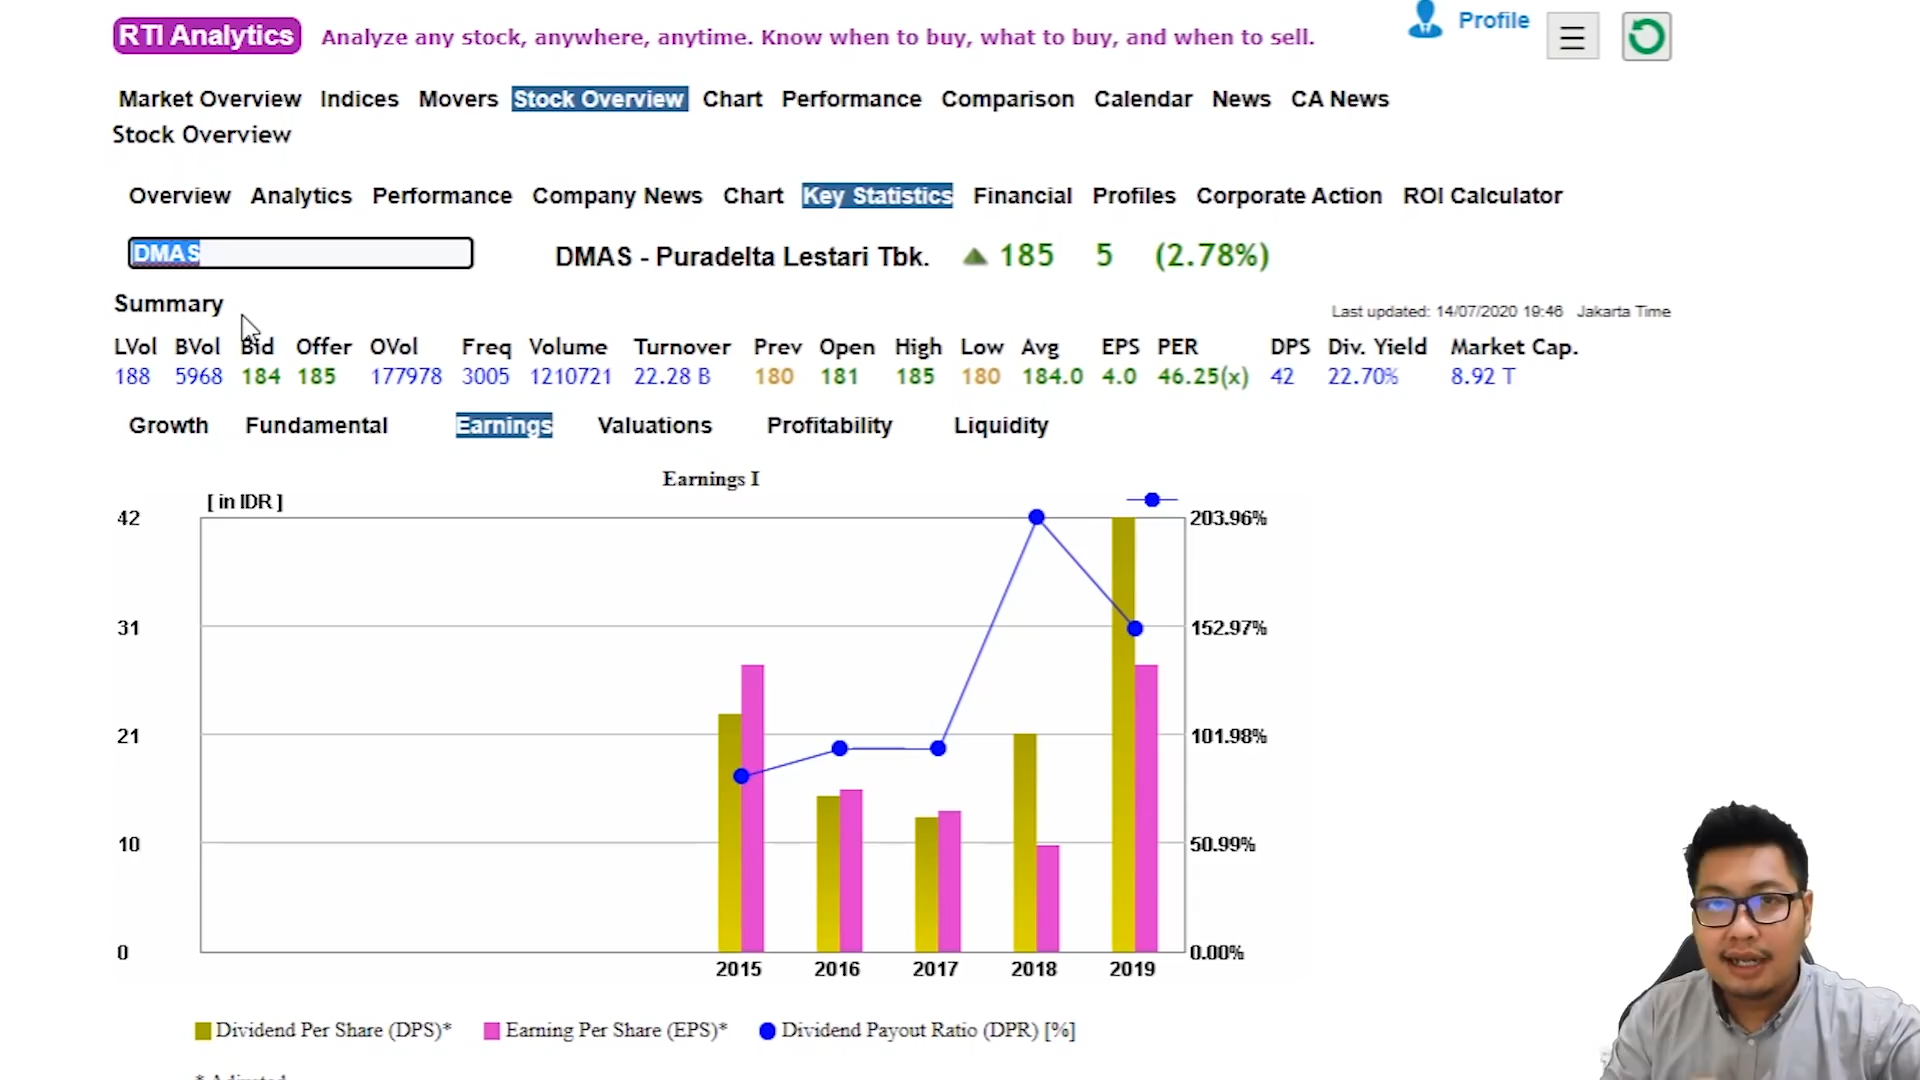 RTI Analytics Analyze any stock, anywhere, anytime. Know when to buy, what to buy, and when to sell. Profile
Market Overview Indices Movers Stock Overview Chart Performance Comparison Calendar News CA News
Stock Overview
Overview Analytics Performance Company News Chart Key Statistics Financial Profiles Corporate Action ROI Calculator
DMAS DMAS - Puradelta Lestari Tbk. 185 5 (2.78%)
Summary Last updated: 14/07/2020 19:46 Jakarta Time
LVol BVol Bid Offer OVol Freq Volume Turnover Prev Open High Low Avg EPS PER DPS Div. Yield Market Cap.
188 5968 184 185 177978 3005 1210721 22.28 B 180 181 185 180 184.0 4.0 46.25(x) 42 22.70% 8.92 T
Growth Fundamental Earnings Valuations Profitability Liquidity
Earnings I
[ in IDR ]
42 203.96%
31 152.97%
21 101.98%
10 50.99%
0 0.00%
2015 2016 2017 2018 2019
Dividend Per Share (DPS)* Earning Per Share (EPS)* Dividend Payout Ratio (DPR) [%]
* Adjusted